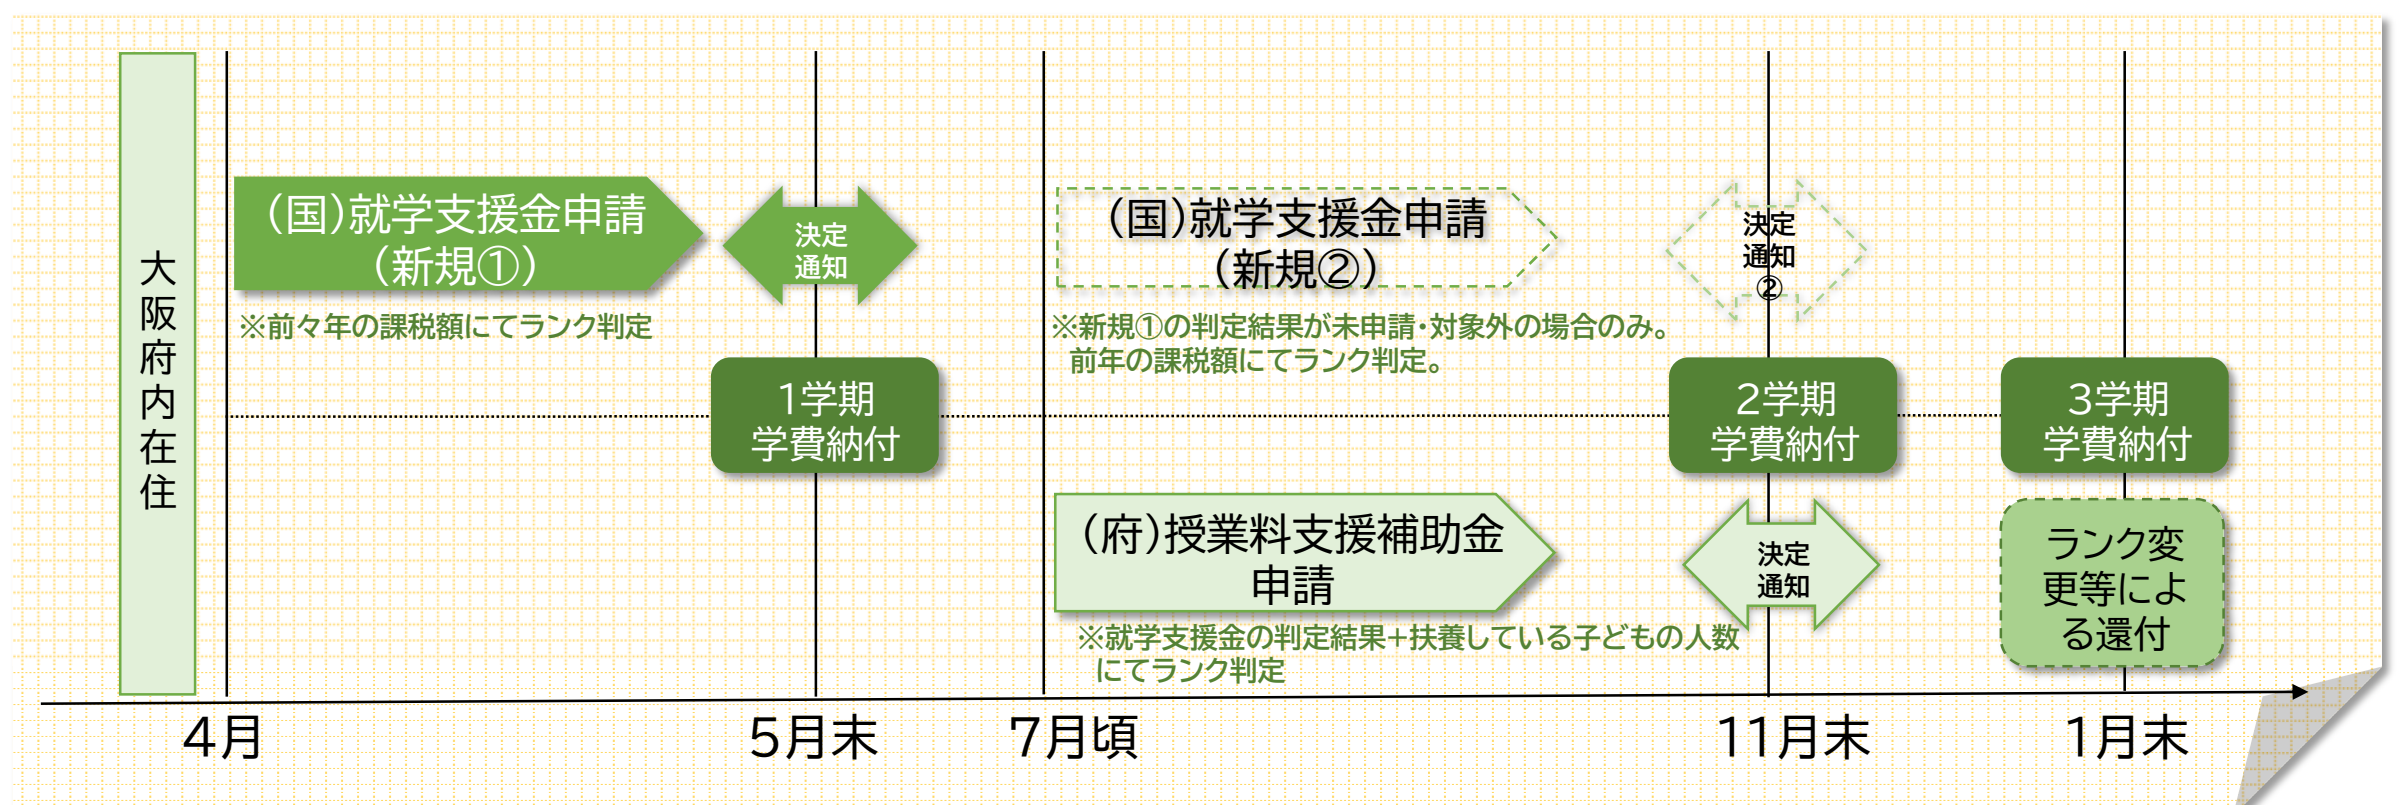 大阪府内在住
(国)就学支援金申請
(新規①)
※前々年の課税額にてランク判定
決定
通知
1学期
学費納付
(国)就学支援金申請
(新規②)
※新規①の判定結果が未申請・対象外の場合のみ。
前年の課税額にてランク判定。
決定
通知
②
2学期
学費納付
3学期
学費納付
(府)授業料支援補助金
申請
※就学支援金の判定結果+扶養している子どもの人数
にてランク判定
決定
通知
ランク変
更等によ
る還付
4月
5月末
7月頃
11月末
1月末